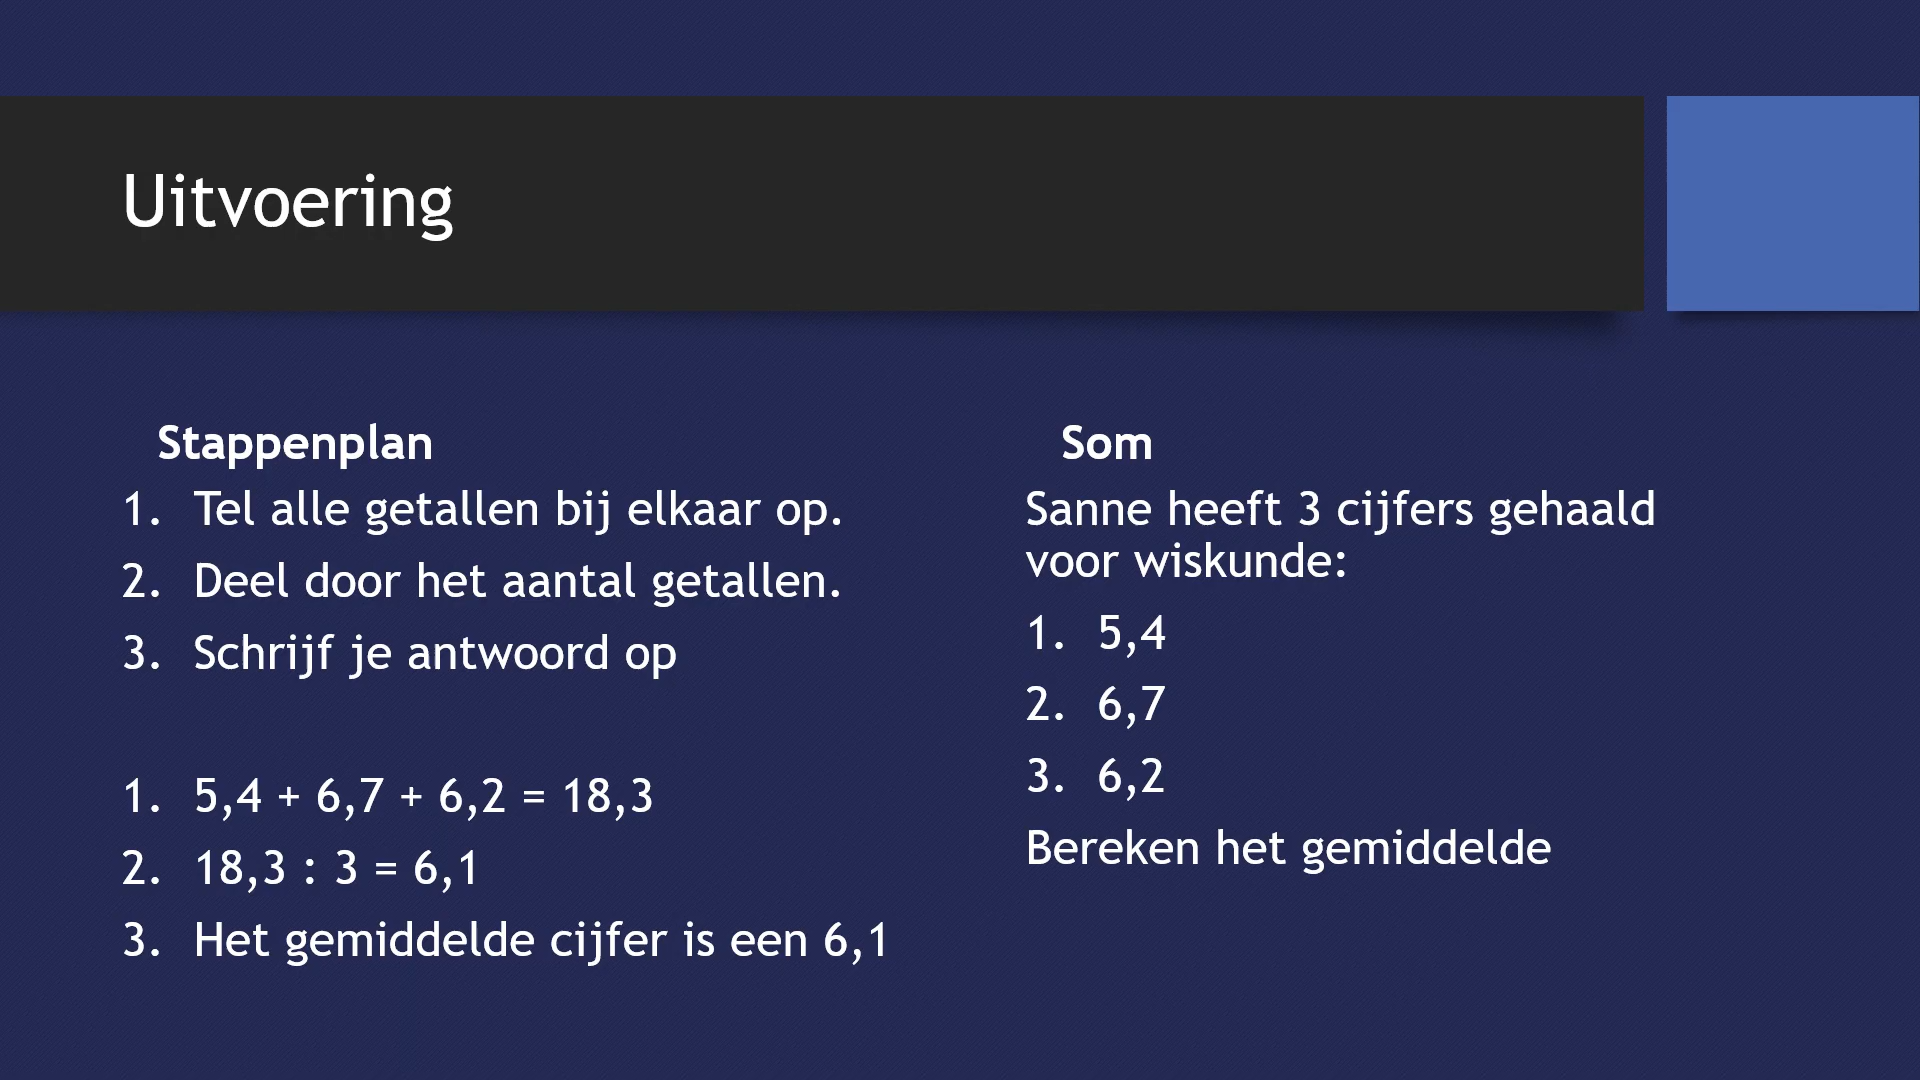 Uitvoering
Stappenplan
1. Tel alle getallen bij elkaar op.
2. Deel door het aantal getallen.
3. Schrijf je antwoord op
1. 5,4 + 6,7 + 6,2 = 18,3
2. 18,3 : 3 = 6,1
3. Het gemiddelde cijfer is een 6,1
Som
Sanne heeft 3 cijfers gehaald
voor wiskunde:
1. 5,4
2. 6,7
3. 6,2
Bereken het gemiddelde